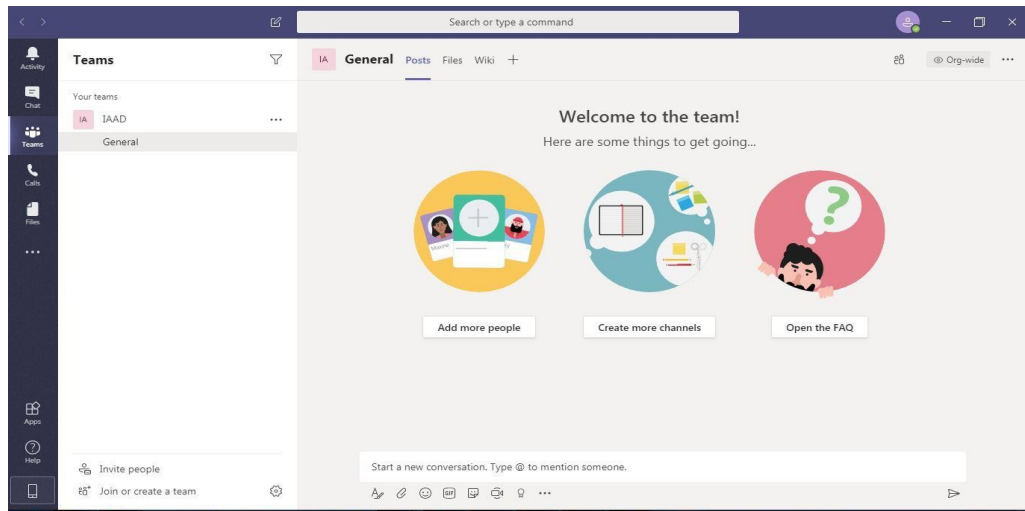 Search or type a command
Activity
Chat
Teams
Calls
Files
Apps
Help
Teams
Your teams
IA IAAD
General
Invite people
Join or create a team
IA General Posts Files Wiki
Org-wide
Welcome to the team!
Here are some things to get going...
Maxine
Add more people
Create more channels
Open the FAQ
Start a new conversation. Type @ to mention someone.
GIF